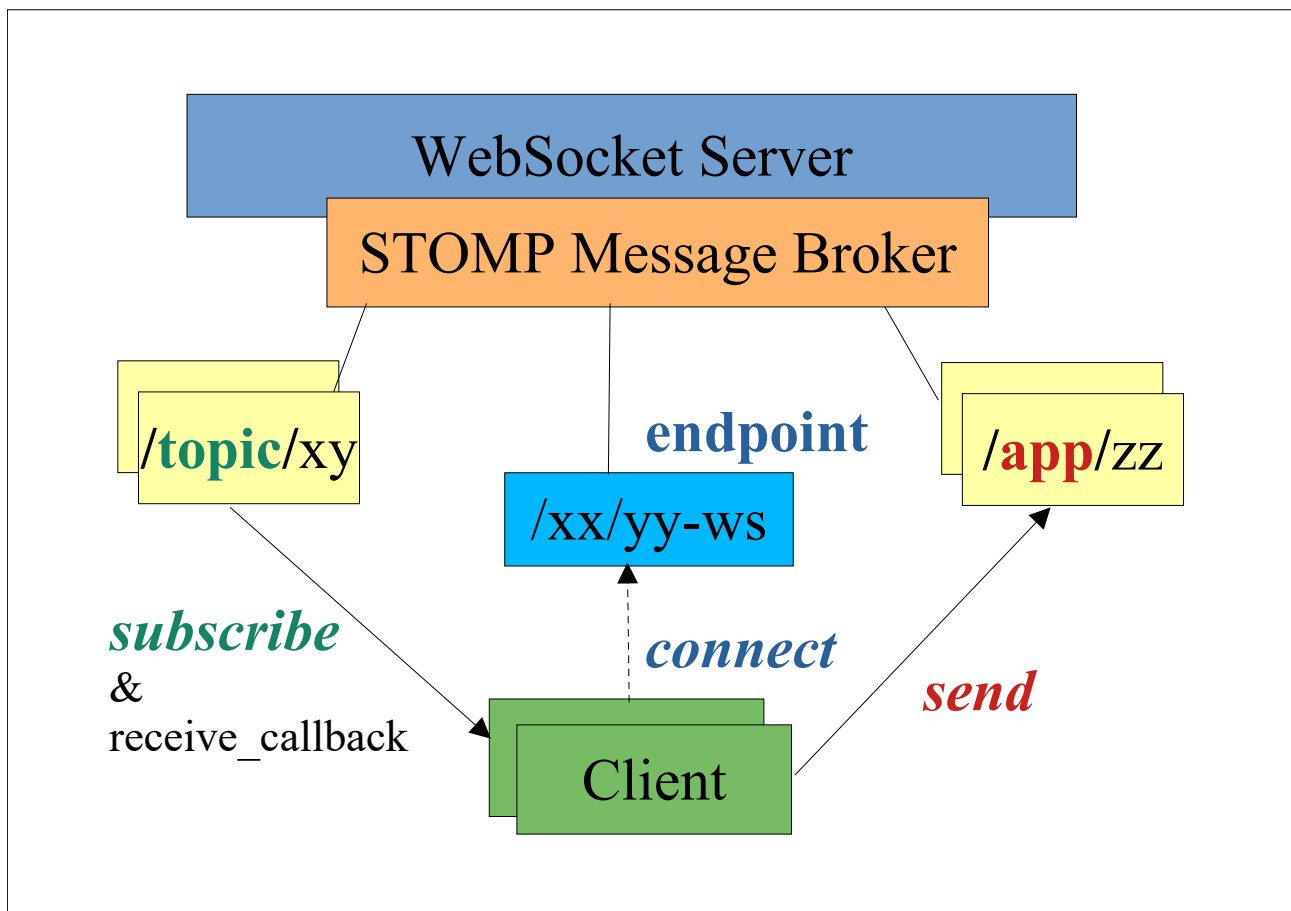 WebSocket Server
STOMP Message Broker
/topic/xy
endpoint
/app/zz
/xx/yy-ws
subscribe
&
receive_callback
connect
send
Client